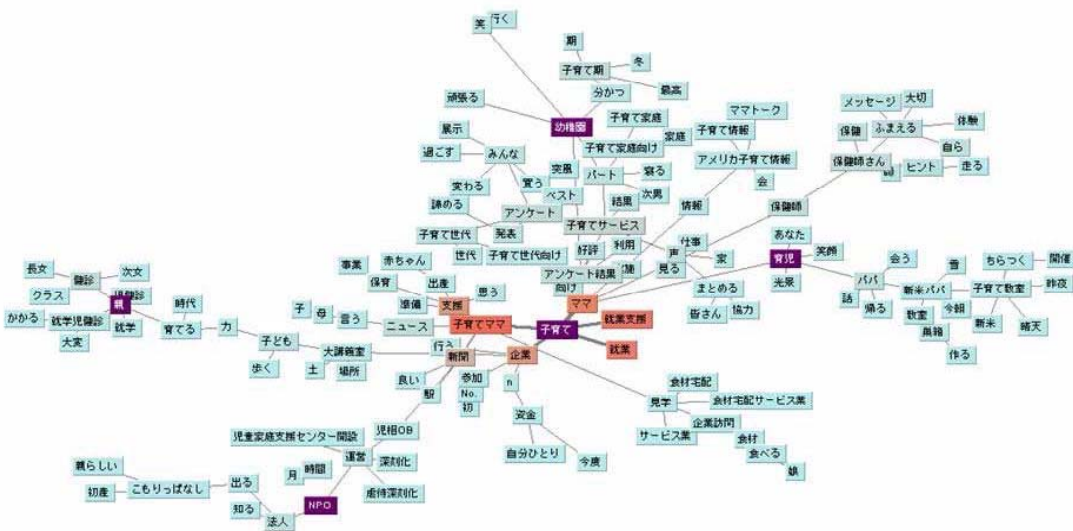 笑
行く
期
子育て期
冬
最高
分かつ
頑張る
幼稚園
子育て家庭
家庭
子育て家庭向け
ママトーク
子育て情報
アメリカ子育て情報
会
メッセージ
大切
保健
ふまえる
体験
自ら
保健師さん
ヒント
走る
展示
みんな
過ごす
変わる
買う
突風
パート
寝る
ベスト
結果
次男
情報
保健師
諦める
アンケート
子育てサービス
発表
子育て世代
世代
子育て世代向け
好評
利用
声
仕事
家
見る
アンケート結果
向け
まとめる
皆さん
協力
あなた
育児
笑顔
光景
パパ
会う
話
帰る
雪
新米パパ
教室
今朝
巣箱
作る
ちらつく
開催
子育て教室
昨夜
新米
晴天
事業
赤ちゃん
保育
出産
準備
支援
思う
ママ
就業支援
子
母
言う
ニュース
子育てママ
子育て
就業
長女
健診
次女
クラス
親
かかる
就学児健診
就学
大変
時代
育てる
力
子ども
歩く
大講義室
土
場所
行う
新聞
企業
良い
駅
参加
No.
初
n
資金
自分ひとり
今度
見学
食材宅配
食材宅配サービス業
企業訪問
サービス業
食材
食べる
娘
児相OB
児童家庭支援センター開設
運営
深刻化
月
時間
虐待深刻化
NPO
親らしい
初産
こもりっぱなし
出る
知る
法人